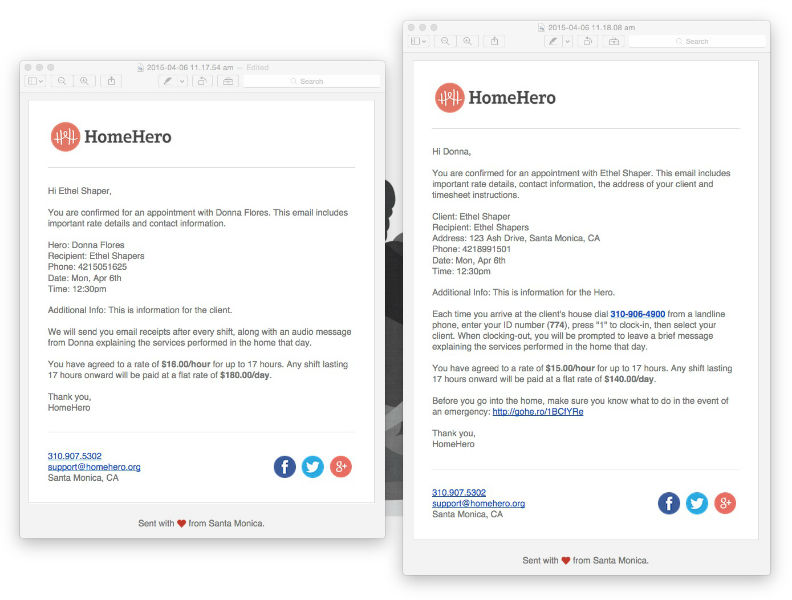 2015-04-06 11.17.54 am — Edited
Search
HomeHero
Hi Ethel Shaper,
You are confirmed for an appointment with Donna Flores. This email includes
important rate details and contact information.
Hero: Donna Flores
Recipient: Ethel Shapers
Phone: 4215051625
Date: Mon, Apr 6th
Time: 12:30pm
Additional Info: This is information for the client.
We will send you email receipts after every shift, along with an audio message
from Donna explaining the services performed in the home that day.
You have agreed to a rate of $16.00/hour for up to 17 hours. Any shift lasting
17 hours onward will be paid at a flat rate of $180.00/day.
Thank you,
HomeHero
310.907.5302
support@homehero.org
Santa Monica, CA
f
g+
Sent with ❤ from Santa Monica.
2015-04-06 11.18.08 am
Search
HomeHero
Hi Donna,
You are confirmed for an appointment with Ethel Shaper. This email includes
important rate details, contact information, the address of your client and
timesheet instructions.
Client: Ethel Shaper
Recipient: Ethel Shapers
Address: 123 Ash Drive, Santa Monica, CA
Phone: 4218991501
Date: Mon, Apr 6th
Time: 12:30pm
Additional Info: This is information for the Hero.
Each time you arrive at the client's house dial 310-906-4900 from a landline
phone, enter your ID number (774), press "1" to clock-in, then select your
client. When clocking-out, you will be prompted to leave a brief message
explaining the services performed in the home that day.
You have agreed to a rate of $15.00/hour for up to 17 hours. Any shift lasting
17 hours onward will be paid at a flat rate of $140.00/day.
Before you go into the home, make sure you know what to do in the event of
an emergency: http://gohe.ro/1BCIYRe
Thank you,
HomeHero
310.907.5302
support@homehero.org
Santa Monica, CA
f
g+
Sent with ❤ from Santa Monica.